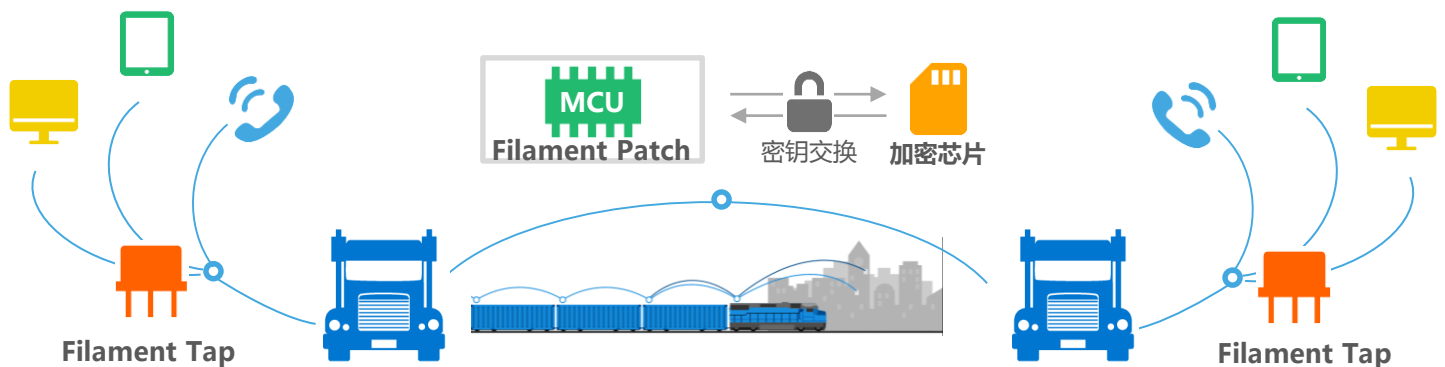 MCU
Filament Patch
密钥交换
加密芯片
Filament Tap
Filament Tap